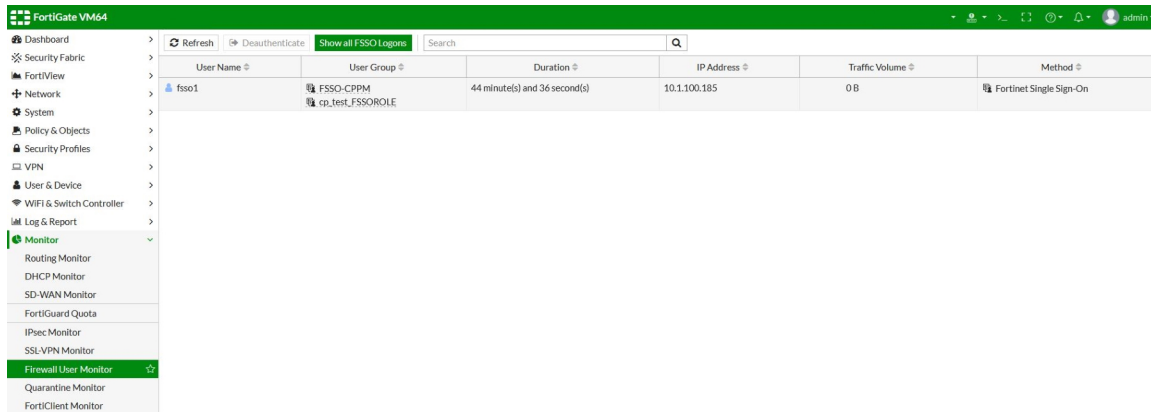 FortiGate VM64
admin
Dashboard
Security Fabric
FortiView
Network
System
Policy & Objects
Security Profiles
VPN
User & Device
WiFi & Switch Controller
Log & Report
Monitor
Routing Monitor
DHCP Monitor
SD-WAN Monitor
FortiGuard Quota
IPsec Monitor
SSL-VPN Monitor
Firewall User Monitor
Quarantine Monitor
FortiClient Monitor
Refresh Deauthenticate Show all FSSO Logons Search
User Name User Group Duration IP Address Traffic Volume Method
fsso1 FSSO-CPPM 44 minute(s) and 36 second(s) 10.1.100.185 0 B Fortinet Single Sign-On
cp_test_FSSOROLE